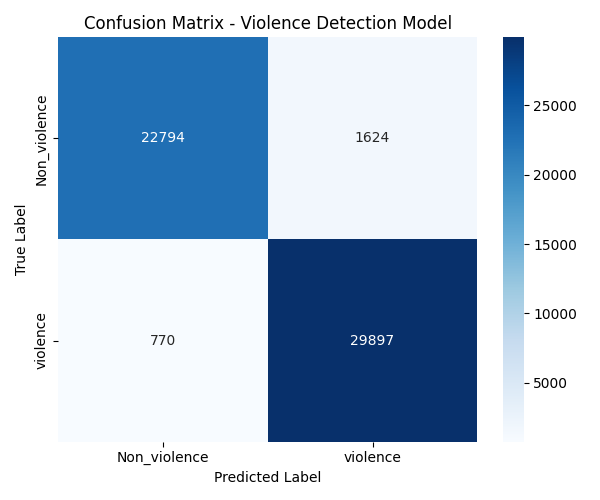 Confusion Matrix - Violence Detection Model
True Label
Non_violence
violence
22794
1624
770
29897
Non_violence
violence
Predicted Label
25000
20000
15000
10000
5000